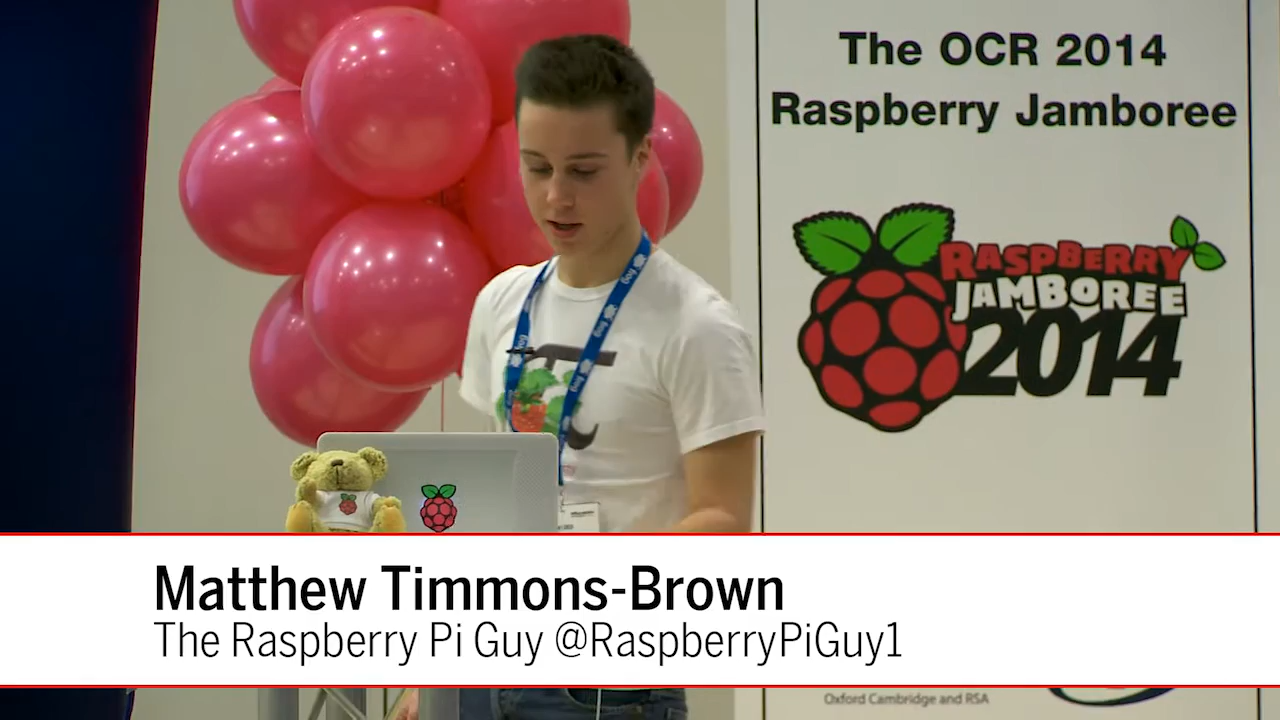 The OCR 2014
Raspberry Jamboree
RASPBERRY
JAMBOREE
2014
Matthew Timmons-Brown
The Raspberry Pi Guy @RaspberryPiGuy1
Oxford Cambridge and RSA